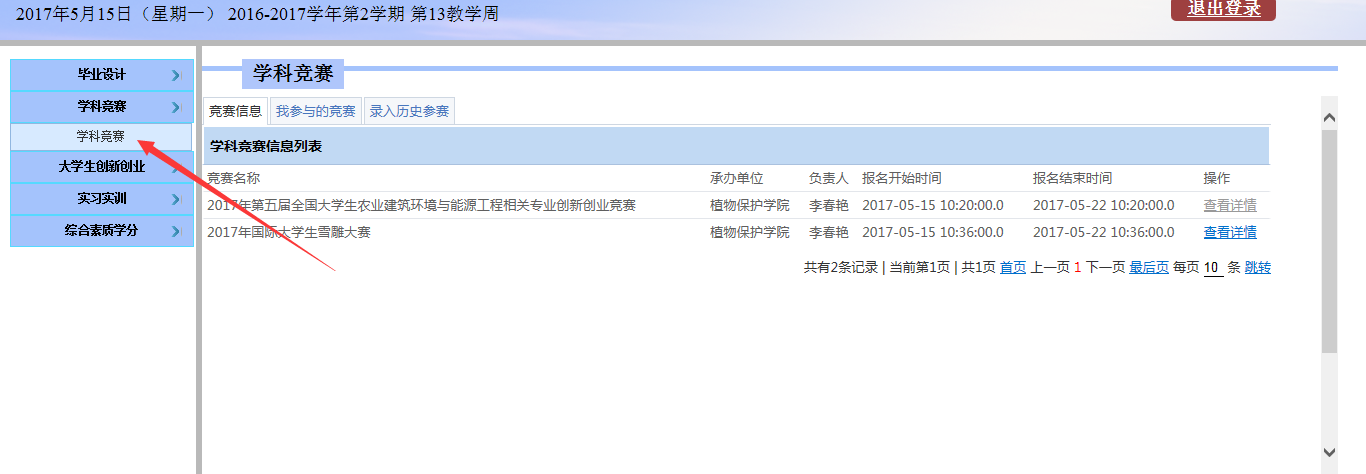 2017年5月15日（星期一） 2016-2017学年第2学期 第13教学周
退出登录
毕业设计
学科竞赛
学科竞赛
大学生创新创业
实习实训
综合素质学分
学科竞赛
竞赛信息 我参与的竞赛 录入历史参赛
学科竞赛信息列表
竞赛名称 承办单位 负责人 报名开始时间 报名结束时间 操作
2017年第五届全国大学生农业建筑环境与能源工程相关专业创新创业竞赛 植物保护学院 李春艳 2017-05-15 10:20:00.0 2017-05-22 10:20:00.0 查看详情
2017年国际大学生雪雕大赛 植物保护学院 李春艳 2017-05-15 10:36:00.0 2017-05-22 10:36:00.0 查看详情
共有2条记录 | 当前第1页 | 共1页 首页 上一页 1 下一页 最后页 每页 10 条 跳转